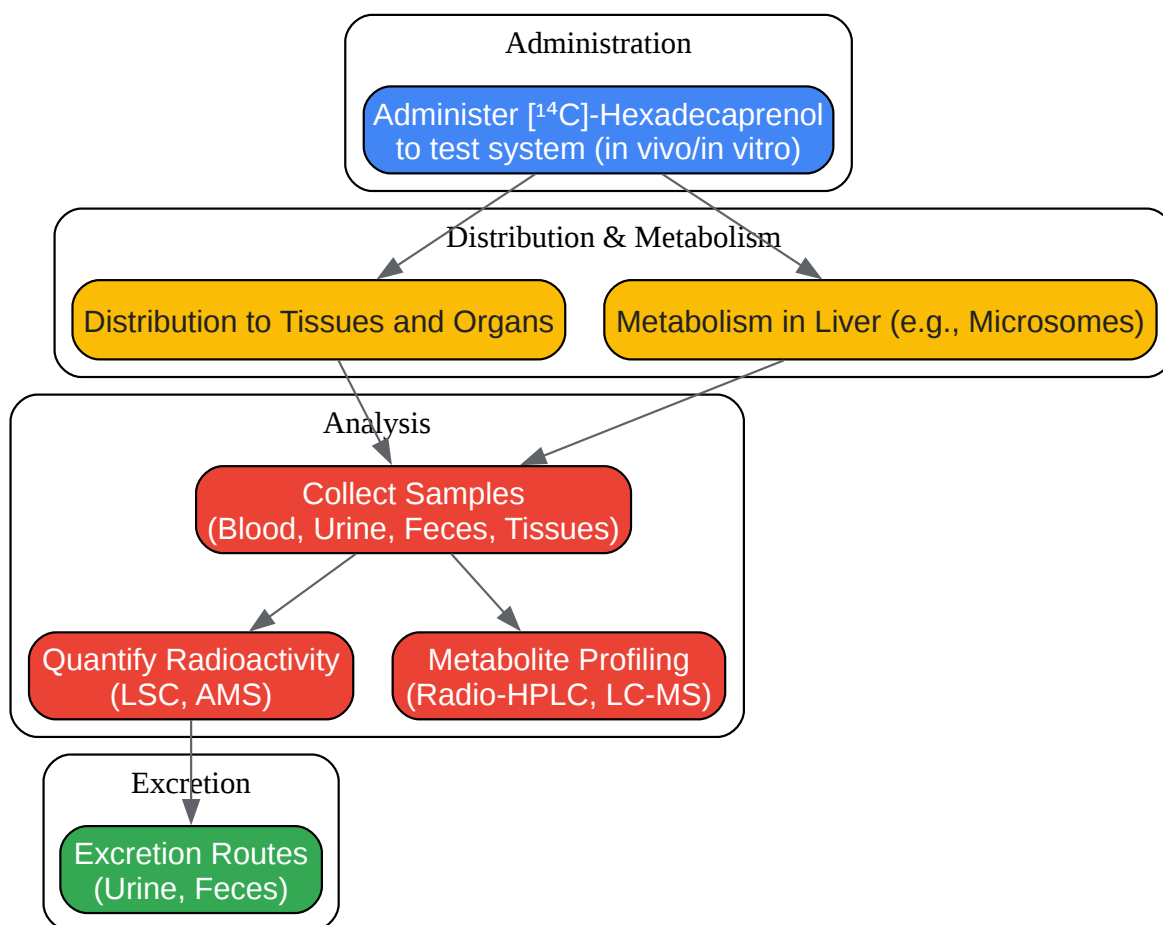 Administration
Administer [¹⁴C]-Hexadecaprenol
to test system (in vivo/in vitro)
Distribution & Metabolism
Distribution to Tissues and Organs
Metabolism in Liver (e.g., Microsomes)
Analysis
Collect Samples
(Blood, Urine, Feces, Tissues)
Quantify Radioactivity
(LSC, AMS)
Metabolite Profiling
(Radio-HPLC, LC-MS)
Excretion
Excretion Routes
(Urine, Feces)